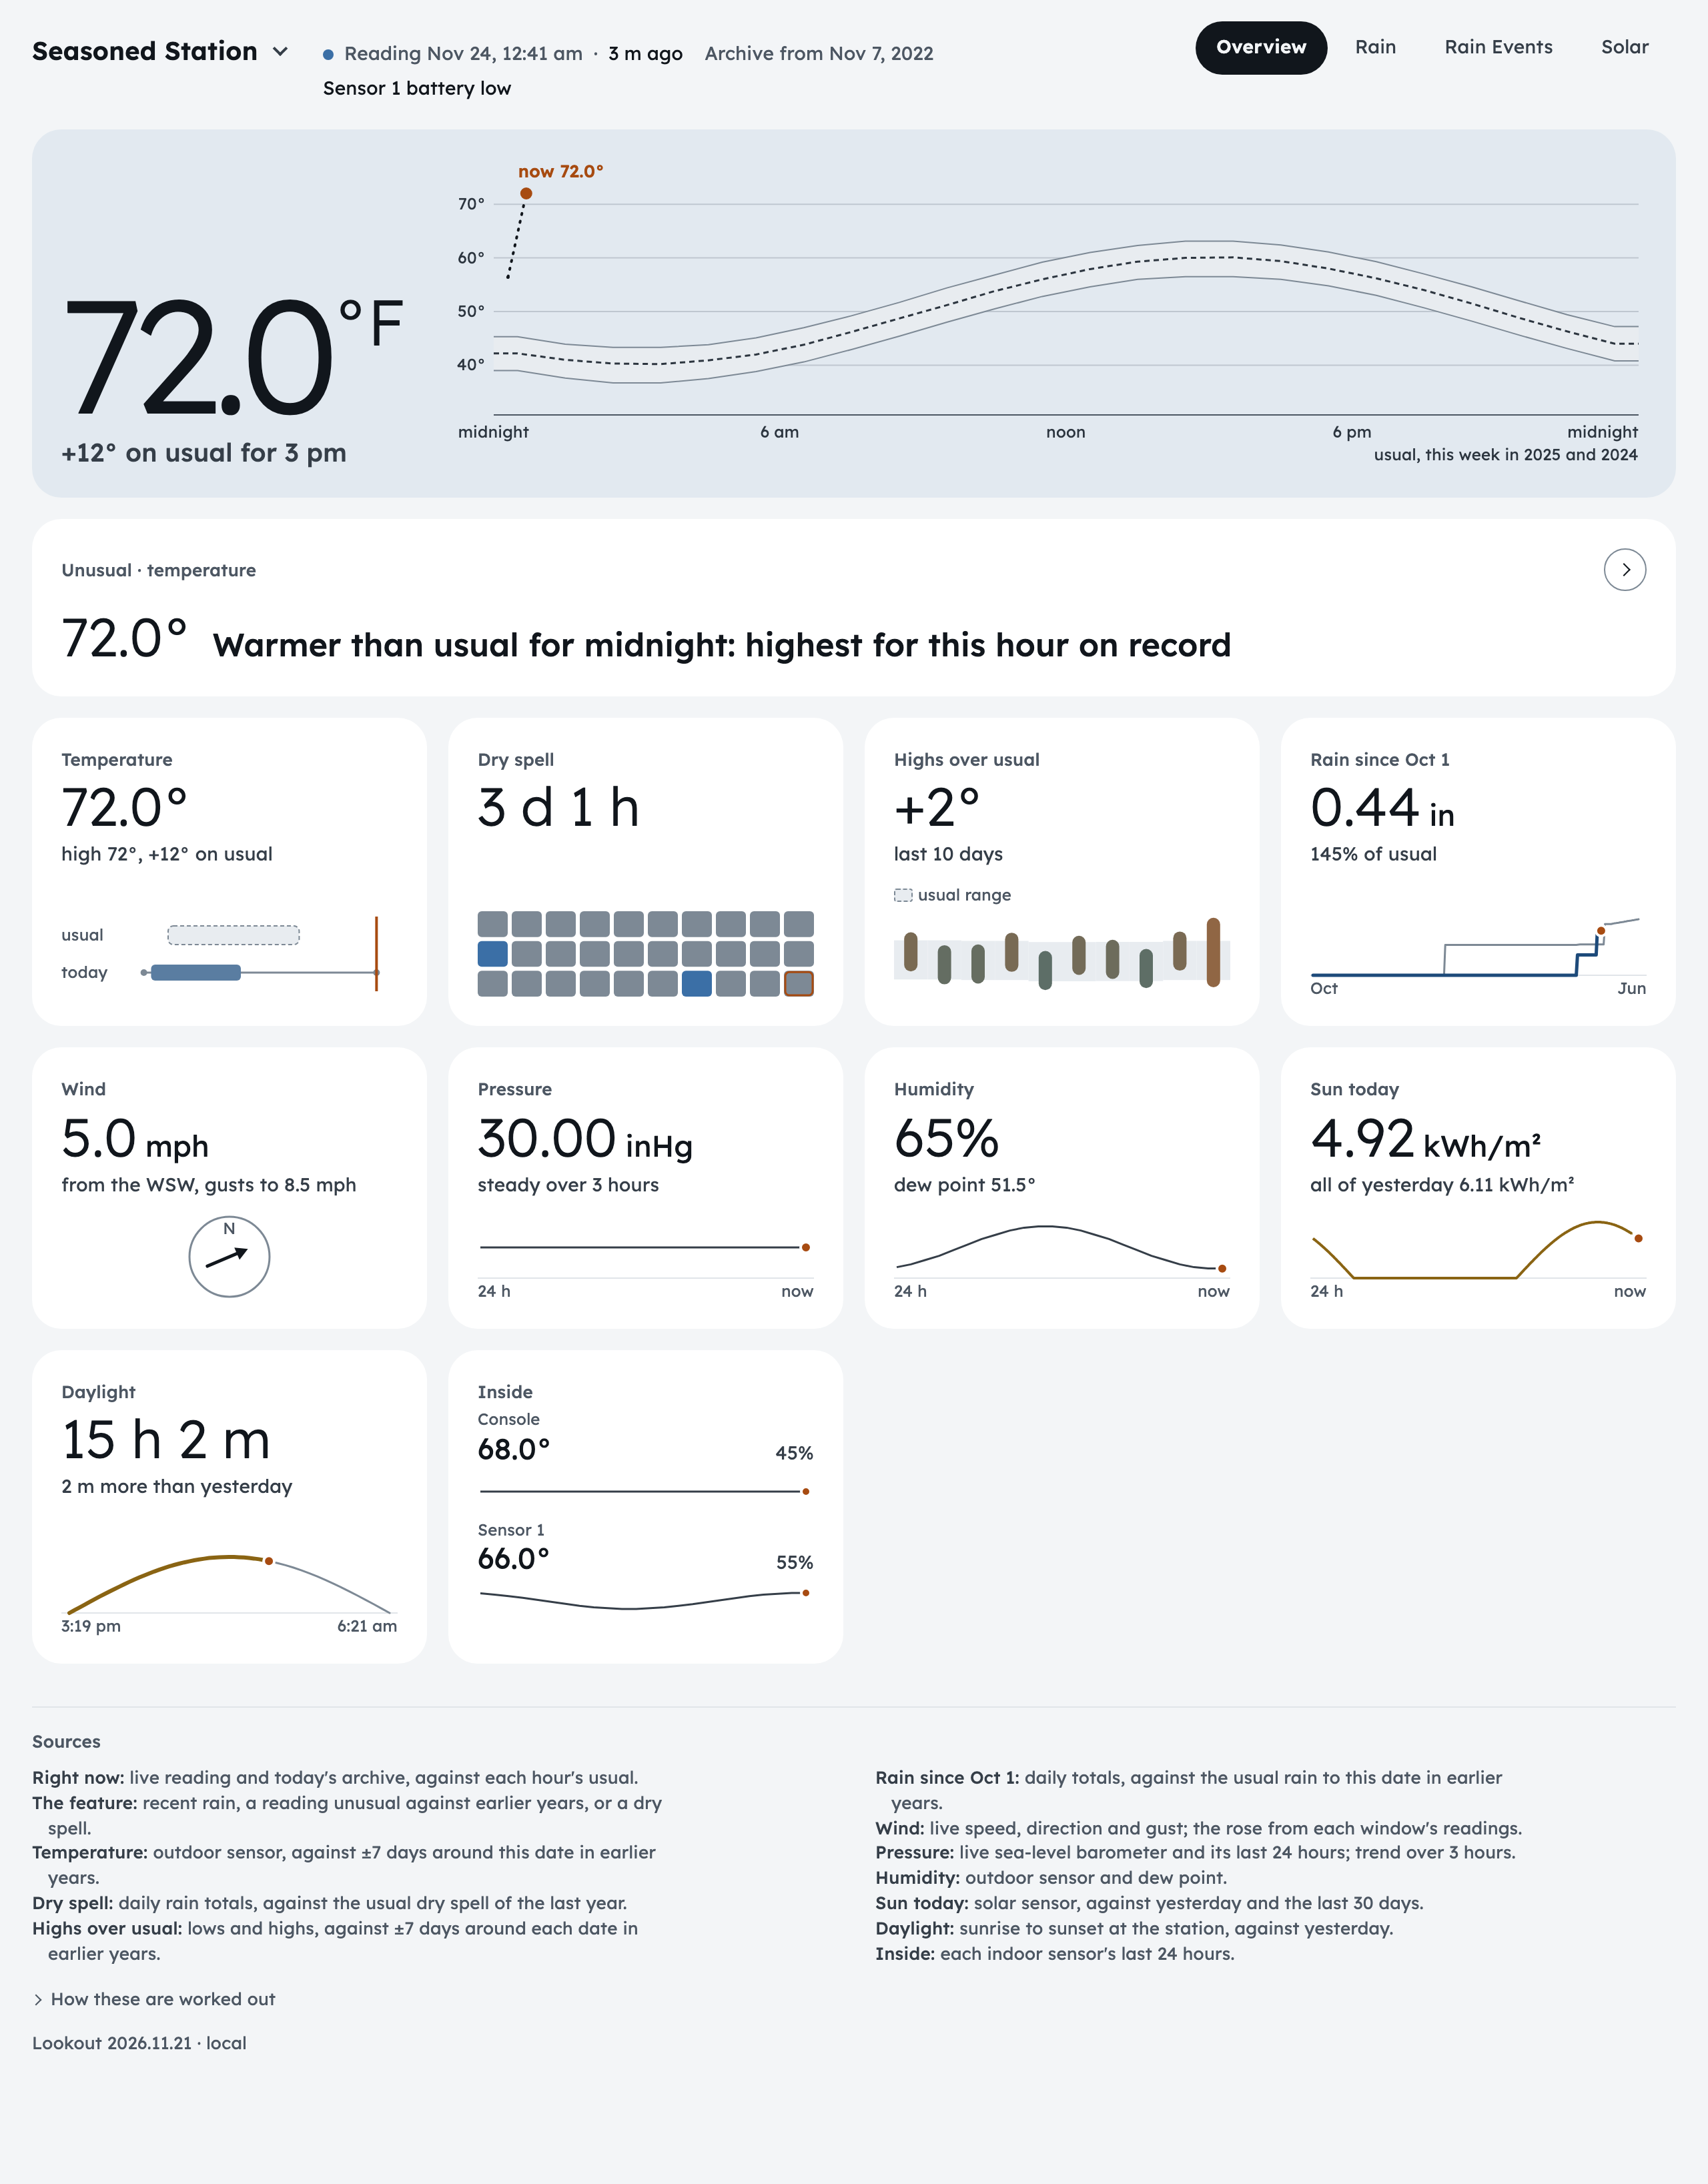 Seasoned Station
Reading Nov 24, 12:41 am · 3 m ago Archive from Nov 7, 2022
Sensor 1 battery low
Overview
Rain
Rain Events
Solar
72.0°F
+12° on usual for 3 pm
now 72.0°
70°
60°
50°
40°
midnight
6 am
noon
6 pm
midnight
usual, this week in 2025 and 2024
Unusual · temperature
72.0° Warmer than usual for midnight: highest for this hour on record
Temperature
72.0°
high 72°, +12° on usual
usual
today
Dry spell
3 d 1 h
Highs over usual
+2°
last 10 days
usual range
Rain since Oct 1
0.44 in
145% of usual
Oct
Jun
Wind
5.0 mph
from the WSW, gusts to 8.5 mph
N
Pressure
30.00 inHg
steady over 3 hours
24 h
now
Humidity
65%
dew point 51.5°
24 h
now
Sun today
4.92 kWh/m²
all of yesterday 6.11 kWh/m²
24 h
now
Daylight
15 h 2 m
2 m more than yesterday
3:19 pm
6:21 am
Inside
Console
68.0°
45%
Sensor 1
66.0°
55%
Sources
Right now: live reading and today's archive, against each hour's usual.
The feature: recent rain, a reading unusual against earlier years, or a dry
spell.
Temperature: outdoor sensor, against ±7 days around this date in earlier
years.
Dry spell: daily rain totals, against the usual dry spell of the last year.
Highs over usual: lows and highs, against ±7 days around each date in
earlier years.
Rain since Oct 1: daily totals, against the usual rain to this date in earlier
years.
Wind: live speed, direction and gust; the rose from each window's readings.
Pressure: live sea-level barometer and its last 24 hours; trend over 3 hours.
Humidity: outdoor sensor and dew point.
Sun today: solar sensor, against yesterday and the last 30 days.
Daylight: sunrise to sunset at the station, against yesterday.
Inside: each indoor sensor's last 24 hours.
How these are worked out
Lookout 2026.11.21 · local